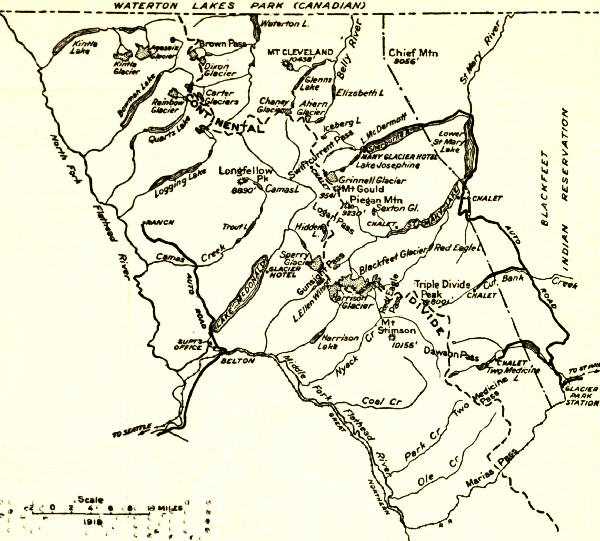 WATERTON LAKES PARK (CANADIAN)
Waterton L.
Kintla
Lake
Kintla
Glacier
Agassiz
Glacier
Brown Pass
Dixon
Glacier
MT CLEVELAND
10438'
Belly River
Chief Mtn
9056'
St Mary River
Glenns
Lake
Elizabeth L
Bowman Lake
Rainbow
Glacier
Carter
Glaciers
Chaney
Glacier
Ahern
Glacier
CONTINENTAL
Quartz Lake
Iceberg L
Swiftcurrent Pass
McDermott
Lower
St Mary
Lake
MANY GLACIER HOTEL
Lake Josephine
CHALET
North Fork
Flathead
River
Logging Lake
Longfellow
Pk
8890'
Camas L
Grinnell Glacier
Mt Gould
9541'
Piegan Mtn
9230'
Sexton Gl.
ST MARY LAKE
CHALET
CHALET
BLACKFEET
INDIAN RESERVATION
RANCH
Trout L
Logan Pass
Hidden
L.
Camas Creek
Sperry
Glacier
GLACIER
HOTEL
Gunsight Pass
Blackfeet Glacier
Red Eagle L
AUTO
ROAD
AUTO
ROAD
LAKE McDONALD
L. Ellen Wilson
Harrison
Glacier
Red Eagle
Pass
Triple Divide
Peak
8001'
CHALET
Cut Bank
Creek
DIVIDE
SUPT'S
OFFICE
BELTON
Harrison
Lake
Nyack Cr
Mt
Stimson
10155'
Dawson Pass
CHALET
Two Medicine
L
TO ST PAUL
GLACIER
PARK
STATION
Middle Fork
Flathead
River
GREAT
NORTHERN
Coal Cr
Two Medicine
Pass
TO SEATTLE
Park Cr
Ole Cr
Marias Pass
R R
Scale
2 0 2 4 6 8 10 MILES